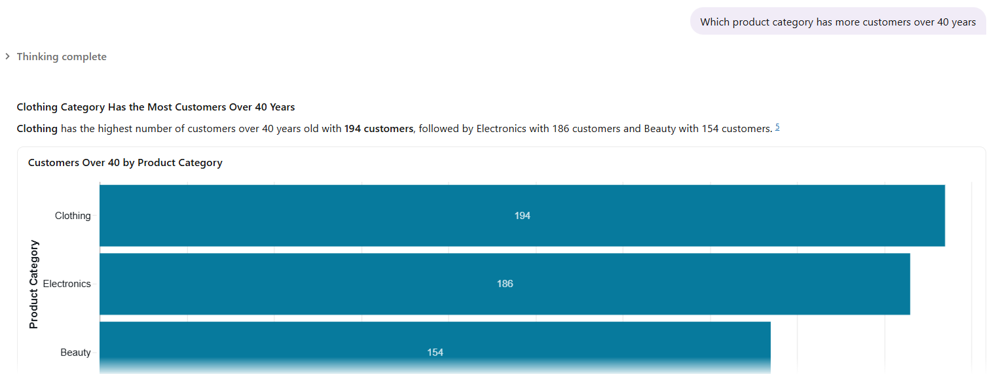 Which product category has more customers over 40 years
Thinking complete
Clothing Category Has the Most Customers Over 40 Years
Clothing has the highest number of customers over 40 years old with 194 customers, followed by Electronics with 186 customers and Beauty with 154 customers. 5
Customers Over 40 by Product Category
Product Category
Clothing
194
Electronics
186
Beauty
154